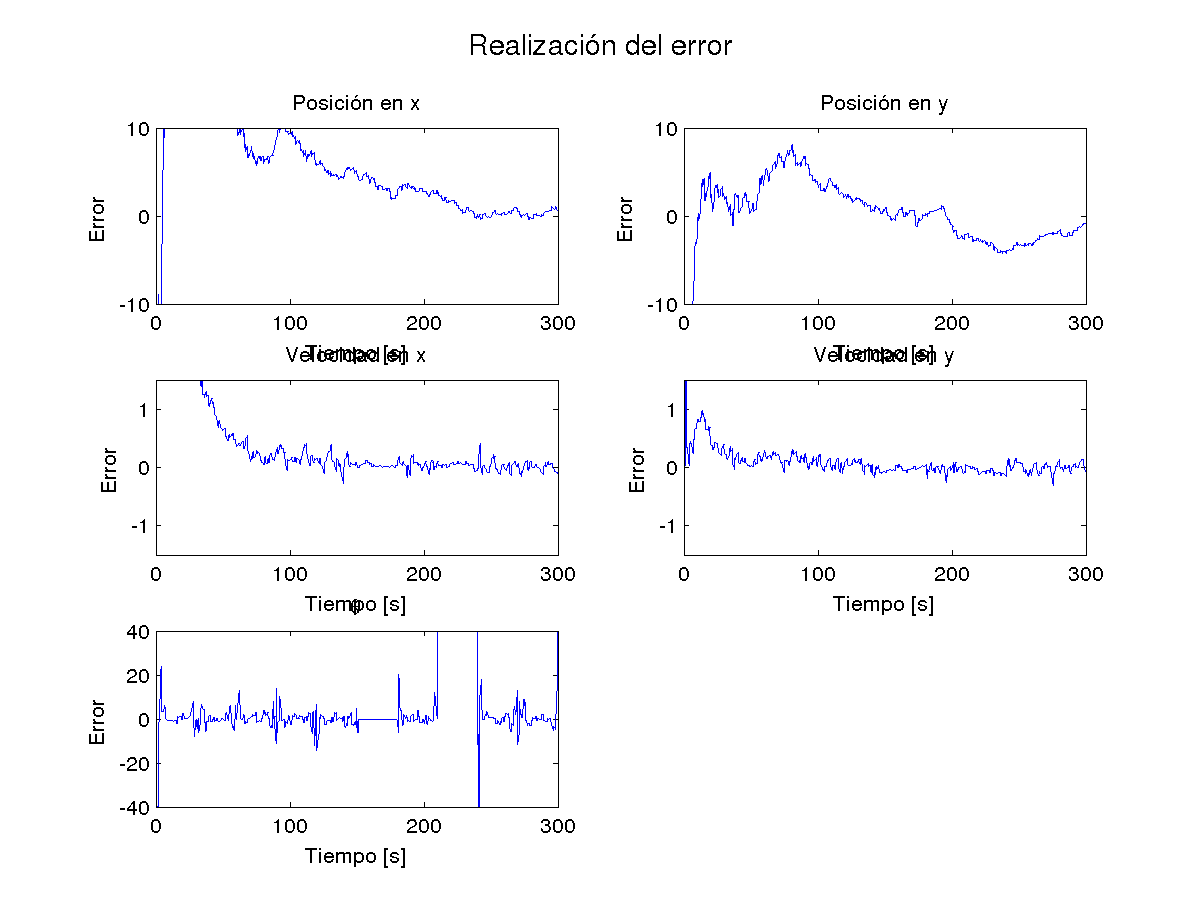 Realización del error
Posición en x
Posición en y
10
0
-10
Error
0 100 200 300
Tiempo [s]
10
0
-10
Error
0 100 200 300
Tiempo [s]
Velocidad en x
Velocidad en y
1
0
-1
Error
0 100 200 300
Tiempo [s]
1
0
-1
Error
0 100 200 300
Tiempo [s]
40
20
0
-20
-40
Error
0 100 200 300
Tiempo [s]